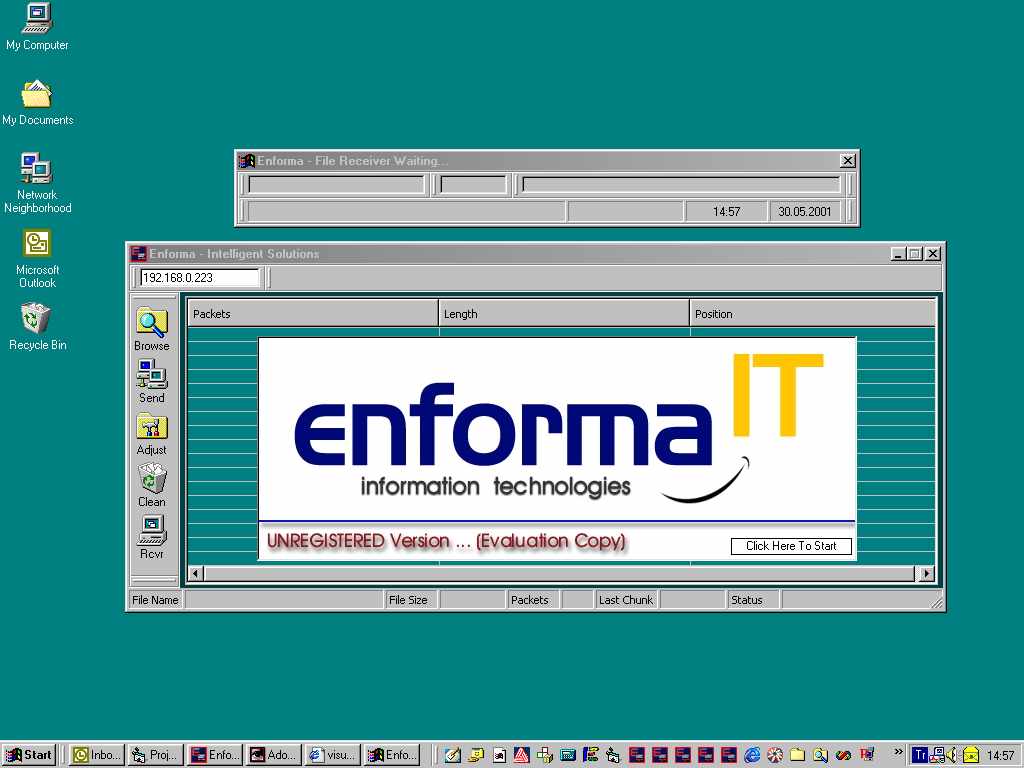 My Computer
My Documents
Network
Neighborhood
Microsoft
Outlook
Recycle Bin
Enforma - File Receiver Waiting...
14:57
30.05.2001
Enforma - Intelligent Solutions
192.168.0.223
Browse
Send
Adjust
Clean
Rcvr
Packets
Length
Position
enforma IT
information technologies
UNREGISTERED Version ... (Evaluation Copy)
Click Here To Start
File Name
File Size
Packets
Last Chunk
Status
Start
Inbo...
Proj...
Enfo...
Ado...
visu...
Enfo...
»
Tr
14:57